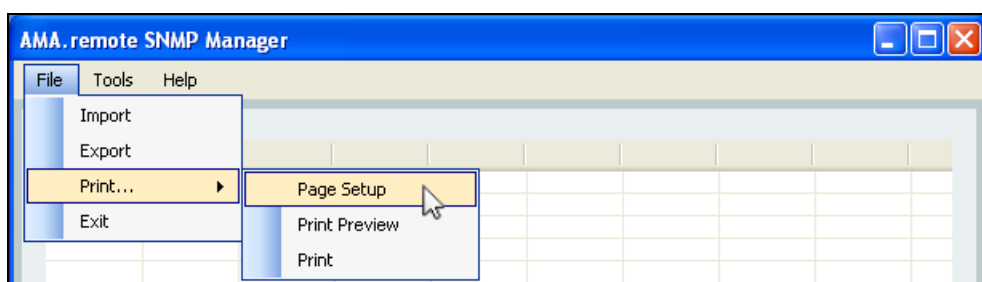 AMA.remote SNMP Manager
File Tools Help
Import
Export
Print...
Page Setup
Exit
Print Preview
Print